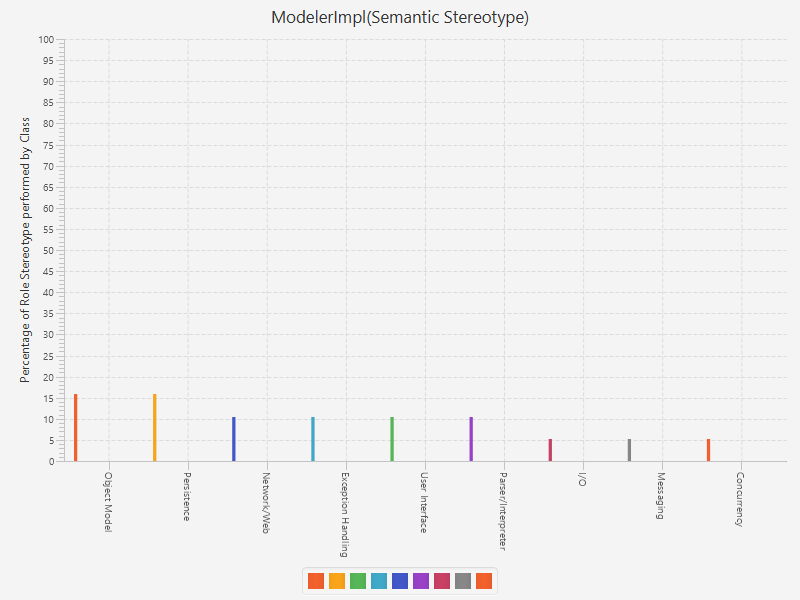 ModelerImpl(Semantic Stereotype)
Percentage of Role Stereotype performed by Class
100
95
90
85
80
75
70
65
60
55
50
45
40
35
30
25
20
15
10
5
0
Object Model
Persistence
Network/Web
Exception Handling
User Interface
Parser/Interpreter
I/O
Messaging
Concurrency